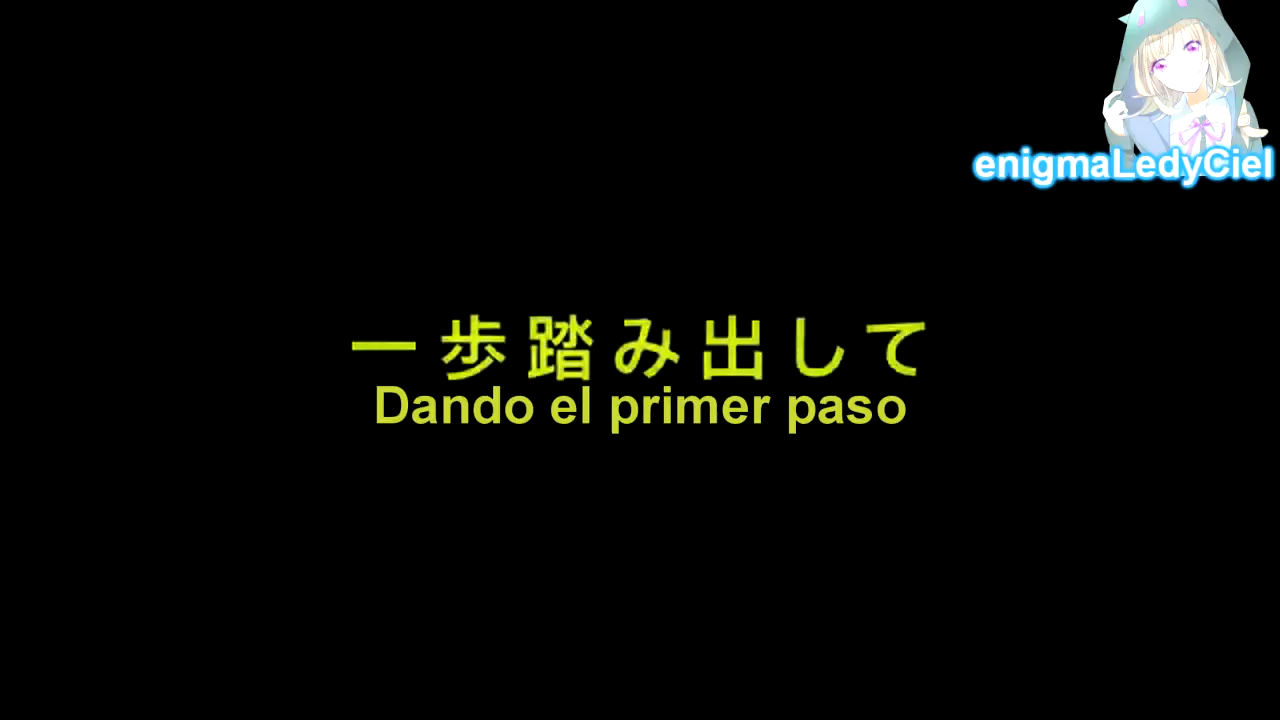 enigmaLedyCiel
一歩踏み出して
Dando el primer paso